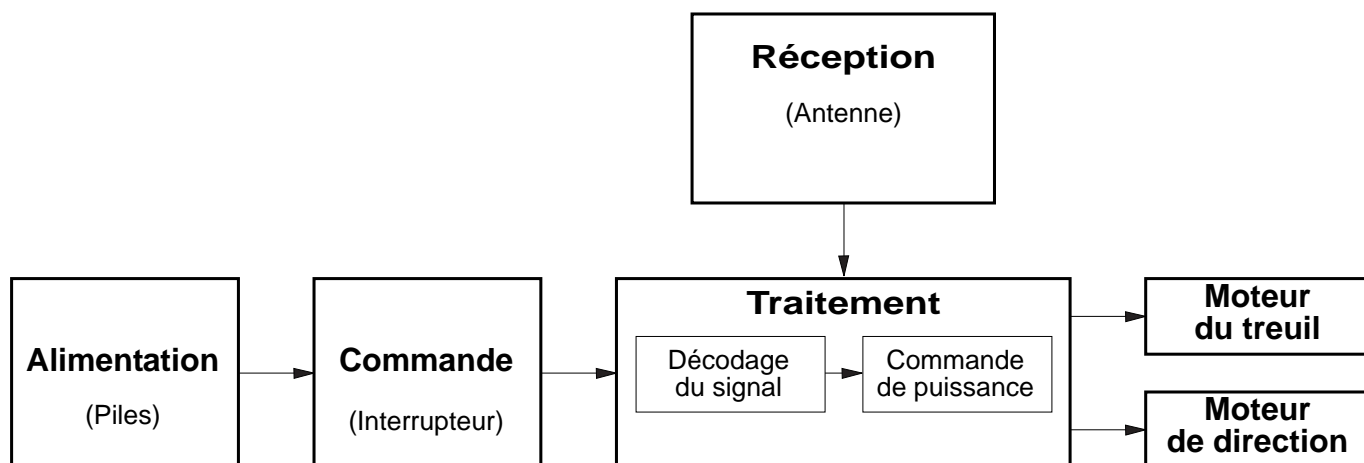 Réception
(Antenne)
Alimentation
(Piles)
Commande
(Interrupteur)
Traitement
Décodage
du signal
Commande
de puissance
Moteur
du treuil
Moteur
de direction